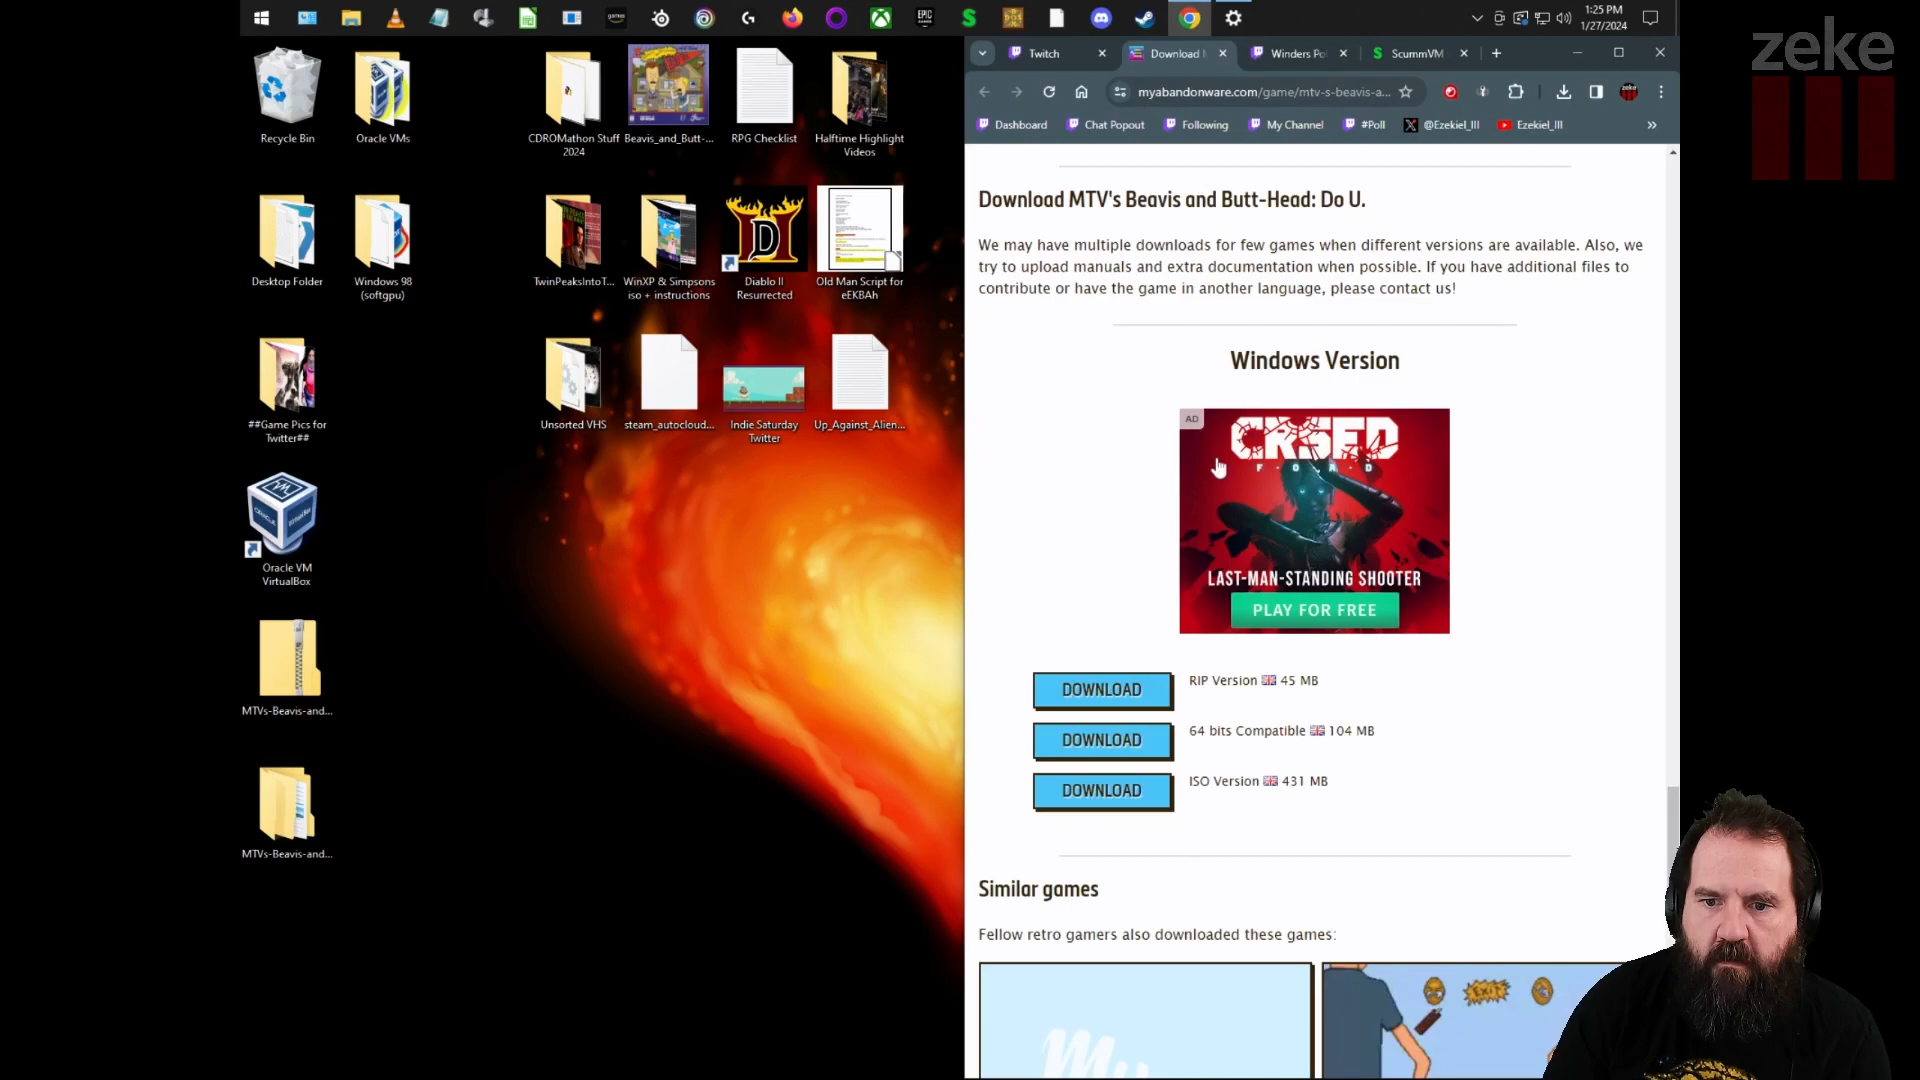 zeke
1:25 PM
1/27/2024
games
EPIC
GAMES
DOS
Recycle Bin
Oracle VMs
CDROMathon Stuff
2024
Beavis_and_Butt-...
RPG Checklist
Halftime Highlight
Videos
Desktop Folder
Windows 98
(softgpu)
TwinPeaksIntoT...
WinXP & Simpsons
iso + instructions
Diablo II
Resurrected
Old Man Script for
eEKBAh
##Game Pics for
Twitter##
Unsorted VHS
steam_autocloud...
Indie Saturday
Twitter
Up_Against_Alien...
Oracle VM
VirtualBox
MTVs-Beavis-and...
MTVs-Beavis-and...
Twitch
Download
Winders Po
ScummVM
myabandonware.com/game/mtv-s-beavis-a...
Dashboard
Chat Popout
Following
My Channel
#Poll
@Ezekiel_III
Ezekiel_III
Download MTV's Beavis and Butt-Head: Do U.
We may have multiple downloads for few games when different versions are available. Also, we
try to upload manuals and extra documentation when possible. If you have additional files to
contribute or have the game in another language, please contact us!
Windows Version
AD
CRSED
F.O.A.D
LAST-MAN-STANDING SHOOTER
PLAY FOR FREE
DOWNLOAD RIP Version 45 MB
DOWNLOAD 64 bits Compatible 104 MB
DOWNLOAD ISO Version 431 MB
Similar games
Fellow retro gamers also downloaded these games:
My
EXIT